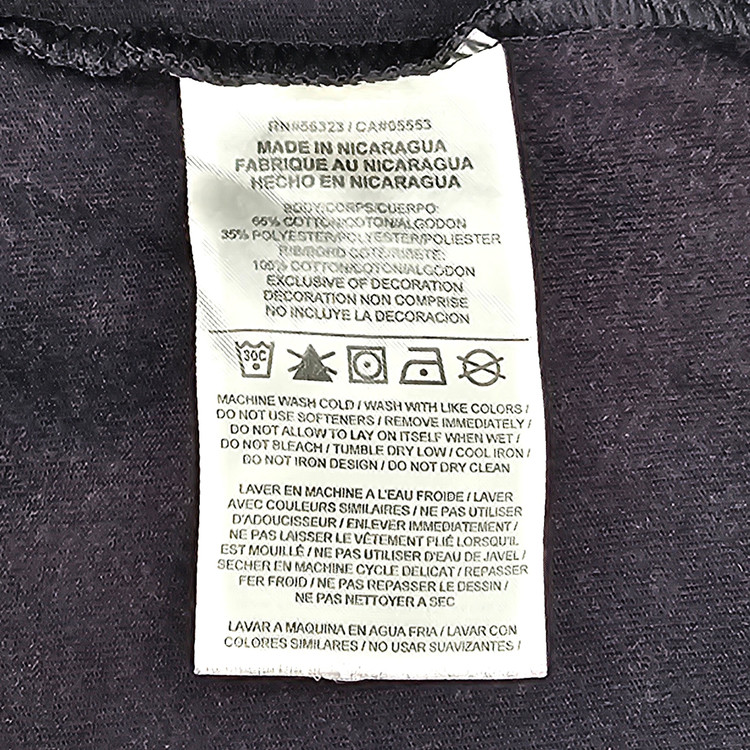 RN#56323 / CA#05553
MADE IN NICARAGUA
FABRIQUE AU NICARAGUA
HECHO EN NICARAGUA
BODY/CORPS/CUERPO:
65% COTTON/COTON/ALGODON
35% POLYESTER/POLYESTER/POLIESTER
RIB/BORD COTE/RIBETE:
100% COTTON/COTON/ALGODON
EXCLUSIVE OF DECORATION
DECORATION NON COMPRISE
NO INCLUYE LA DECORACION
30C
MACHINE WASH COLD / WASH WITH LIKE COLORS /
DO NOT USE SOFTENERS / REMOVE IMMEDIATELY /
DO NOT ALLOW TO LAY ON ITSELF WHEN WET /
DO NOT BLEACH / TUMBLE DRY LOW / COOL IRON /
DO NOT IRON DESIGN / DO NOT DRY CLEAN
LAVER EN MACHINE A L'EAU FROIDE / LAVER
AVEC COULEURS SIMILAIRES / NE PAS UTILISER
D'ADOUCISSEUR / ENLEVER IMMEDIATEMENT /
NE PAS LAISSER LE VÊTEMENT PLIÉ LORSQU'IL
EST MOUILLÉ / NE PAS UTILISER D'EAU DE JAVEL /
SECHER EN MACHINE CYCLE DELICAT / REPASSER
FER FROID / NE PAS REPASSER LE DESSIN /
NE PAS NETTOYER A SEC
LAVAR A MAQUINA EN AGUA FRIA / LAVAR CON
COLORES SIMILARES / NO USAR SUAVIZANTES /